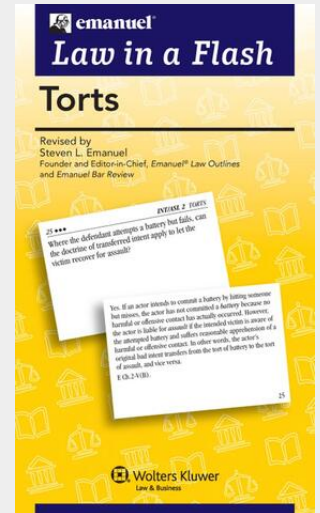 emanuel®
Law in a Flash
Torts
Revised by
Steven L. Emanuel
Founder and Editor-in-Chief, Emanuel® Law Outlines
and Emanuel Bar Review
25 ●●●
INT/ASE 2 TORTS
Where the defendant attempts a battery but fails, can
the doctrine of transferred intent apply to let the
victim recover for assault?
Yes. If an actor intends to commit a battery by hitting someone
but misses, the actor has not committed a battery because no
harmful or offensive contact has actually occurred. However,
the actor is liable for assault if the intended victim is aware of
the attempted battery and suffers reasonable apprehension of a
harmful or offensive contact. In other words, the actor's
original bad intent transfers from the tort of battery to the tort
of assault, and vice versa.
E Ch.2-V(B).
25
Wolters Kluwer
Law & Business